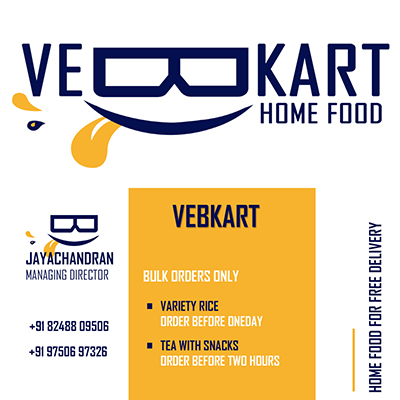 VEBKART
HOME FOOD
JAYACHANDRAN
MANAGING DIRECTOR
+91 82488 09506
+91 97506 97326
VEBKART
BULK ORDERS ONLY
VARIETY RICE
ORDER BEFORE ONEDAY
TEA WITH SNACKS
ORDER BEFORE TWO HOURS
HOME FOOD FOR FREE DELIVERY